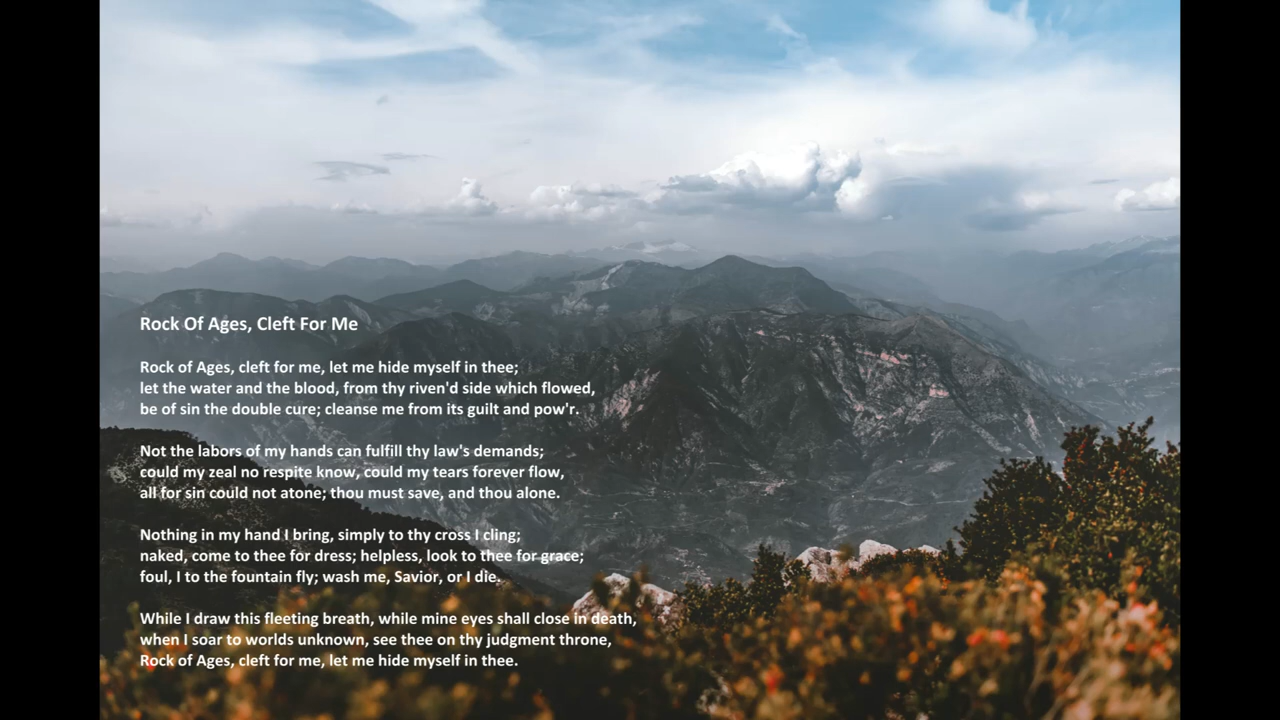 Rock Of Ages, Cleft For Me
Rock of Ages, cleft for me, let me hide myself in thee;
let the water and the blood, from thy riven'd side which flowed,
be of sin the double cure; cleanse me from its guilt and pow'r.
Not the labors of my hands can fulfill thy law's demands;
could my zeal no respite know, could my tears forever flow,
all for sin could not atone; thou must save, and thou alone.
Nothing in my hand I bring, simply to thy cross I cling;
naked, come to thee for dress; helpless, look to thee for grace;
foul, I to the fountain fly; wash me, Savior, or I die.
While I draw this fleeting breath, while mine eyes shall close in death,
when I soar to worlds unknown, see thee on thy judgment throne,
Rock of Ages, cleft for me, let me hide myself in thee.